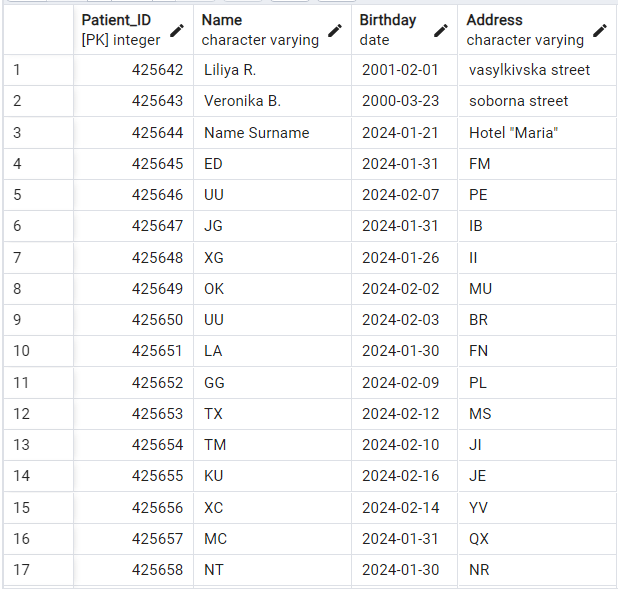 Patient_ID Name Birthday Address
[PK] integer character varying date character varying
1 425642 Liliya R. 2001-02-01 vasylkivska street
2 425643 Veronika B. 2000-03-23 soborna street
3 425644 Name Surname 2024-01-21 Hotel "Maria"
4 425645 ED 2024-01-31 FM
5 425646 UU 2024-02-07 PE
6 425647 JG 2024-01-31 IB
7 425648 XG 2024-01-26 II
8 425649 OK 2024-02-02 MU
9 425650 UU 2024-02-03 BR
10 425651 LA 2024-01-30 FN
11 425652 GG 2024-02-09 PL
12 425653 TX 2024-02-12 MS
13 425654 TM 2024-02-10 JI
14 425655 KU 2024-02-16 JE
15 425656 XC 2024-02-14 YV
16 425657 MC 2024-01-31 QX
17 425658 NT 2024-01-30 NR